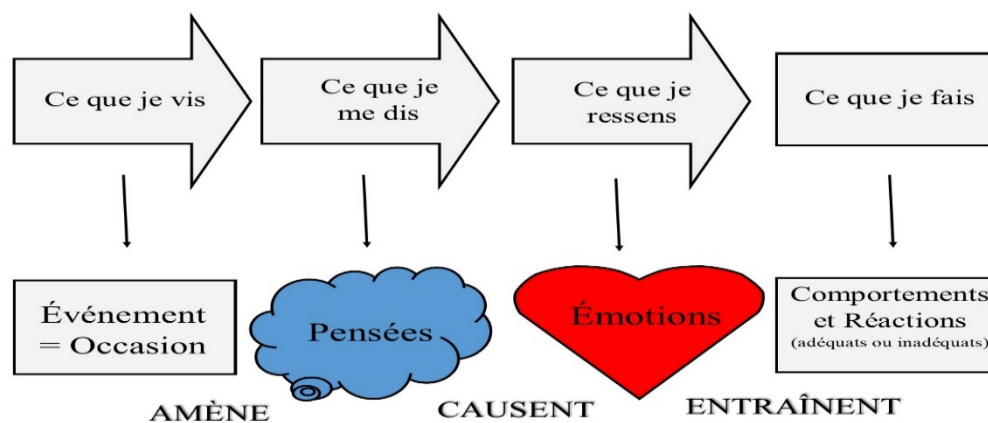 Ce que je vis
Ce que je
me dis
Ce que je
ressens
Ce que je fais
Événement
= Occasion
Pensées
Émotions
Comportements
et Réactions
(adéquats ou inadéquats)
AMÈNE
CAUSENT
ENTRAÎNENT